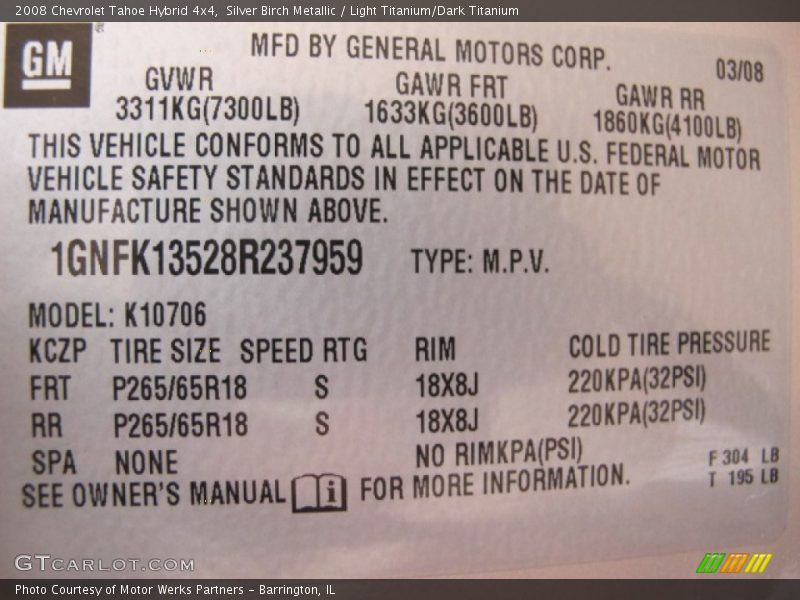 2008 Chevrolet Tahoe Hybrid 4x4, Silver Birch Metallic / Light Titanium/Dark Titanium
GM ®
MFD BY GENERAL MOTORS CORP.
03/08
GVWR GAWR FRT GAWR RR
3311KG(7300LB) 1633KG(3600LB) 1860KG(4100LB)
THIS VEHICLE CONFORMS TO ALL APPLICABLE U.S. FEDERAL MOTOR
VEHICLE SAFETY STANDARDS IN EFFECT ON THE DATE OF
MANUFACTURE SHOWN ABOVE.
1GNFK13528R237959 TYPE: M.P.V.
MODEL: K10706
KCZP TIRE SIZE SPEED RTG RIM COLD TIRE PRESSURE
FRT P265/65R18 S 18X8J 220KPA(32PSI)
RR P265/65R18 S 18X8J 220KPA(32PSI)
SPA NONE NO RIMKPA(PSI)
F 304 LB
T 195 LB
SEE OWNER'S MANUAL i FOR MORE INFORMATION.
GTCARLOT.COM
Photo Courtesy of Motor Werks Partners - Barrington, IL